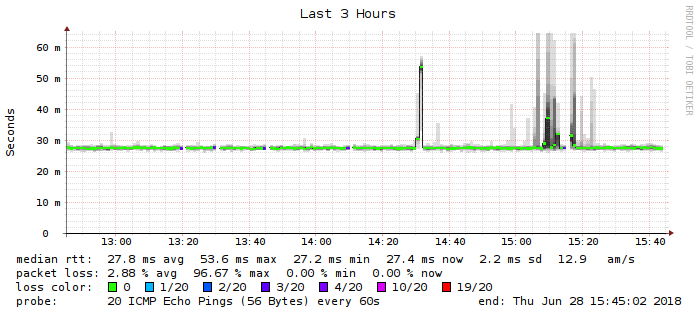 Last 3 Hours
RRDTOOL / TOBI OETIKER
Seconds
60 m
50 m
40 m
30 m
20 m
10 m
0
13:00 13:20 13:40 14:00 14:20 14:40 15:00 15:20 15:40
median rtt: 27.8 ms avg 53.6 ms max 27.2 ms min 27.4 ms now 2.2 ms sd 12.9 am/s
packet loss: 2.88 % avg 96.67 % max 0.00 % min 0.00 % now
loss color: 0 1/20 2/20 3/20 4/20 10/20 19/20
probe: 20 ICMP Echo Pings (56 Bytes) every 60s end: Thu Jun 28 15:45:02 2018